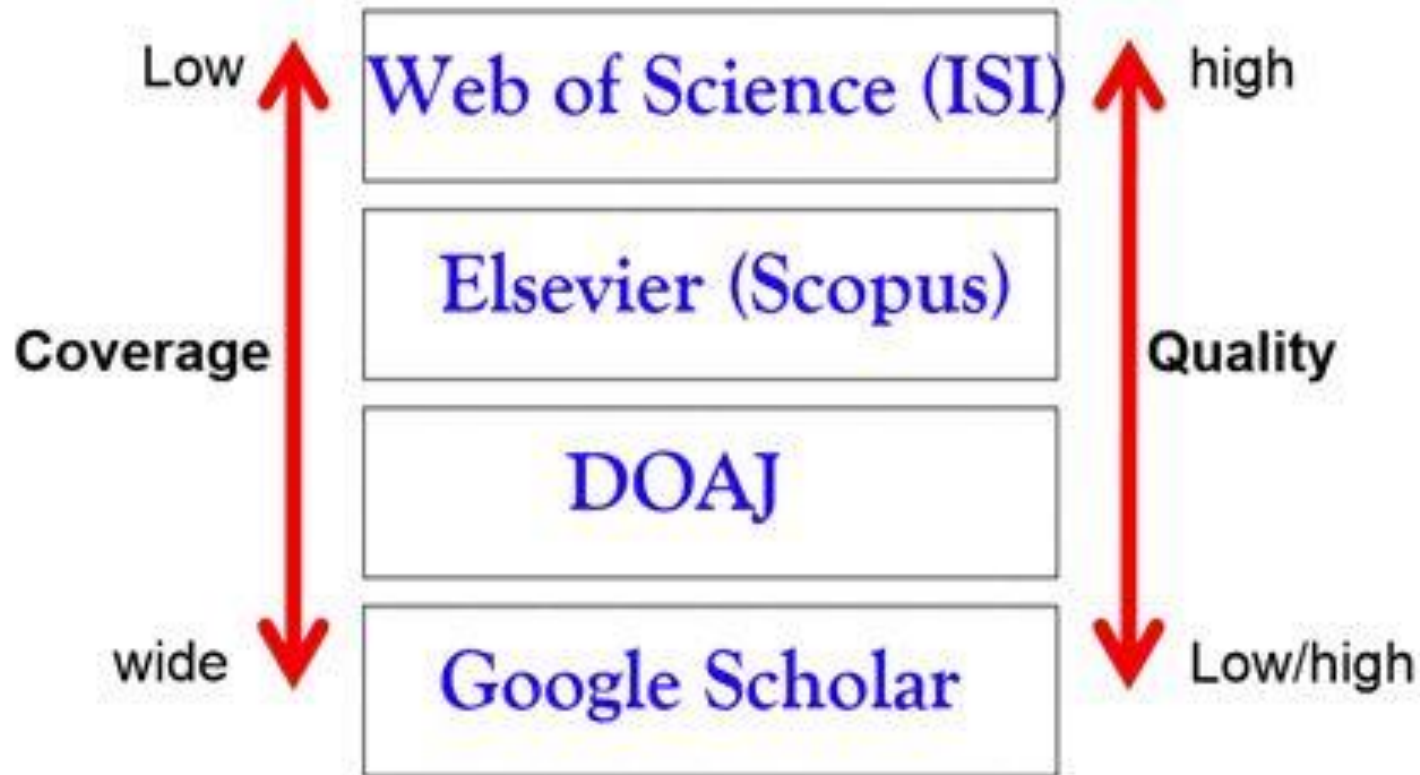 Low
Web of Science (ISI)
high
Elsevier (Scopus)
Coverage
Quality
DOAJ
wide
Google Scholar
Low/high